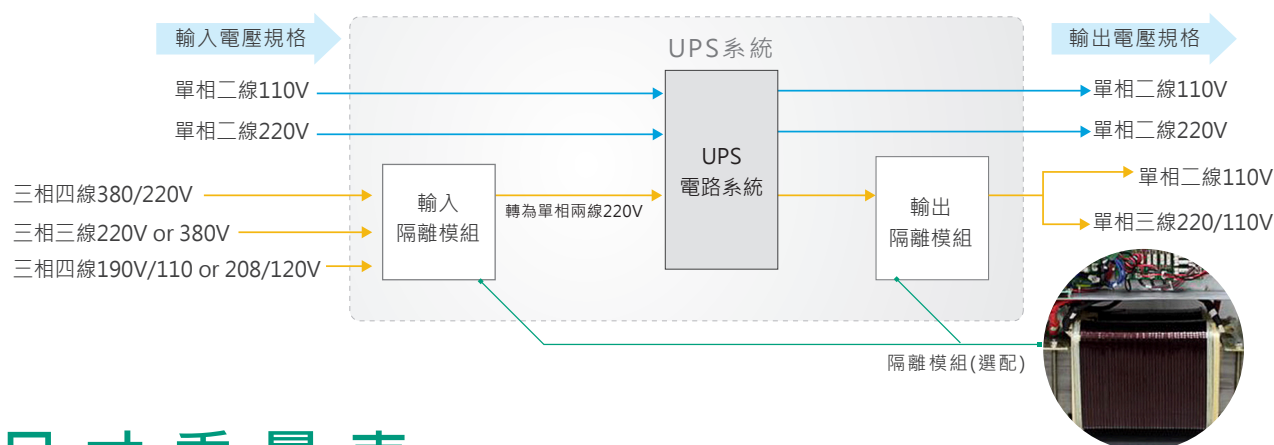 輸入電壓規格
輸出電壓規格
UPS系統
單相二線110V
單相二線110V
單相二線220V
單相二線220V
UPS
電路系統
三相四線380/220V
輸入
隔離模組
轉為單相兩線220V
輸出
隔離模組
單相二線110V
三相三線220V or 380V
單相三線220/110V
三相四線190V/110 or 208/120V
隔離模組(選配)
尺寸重量表